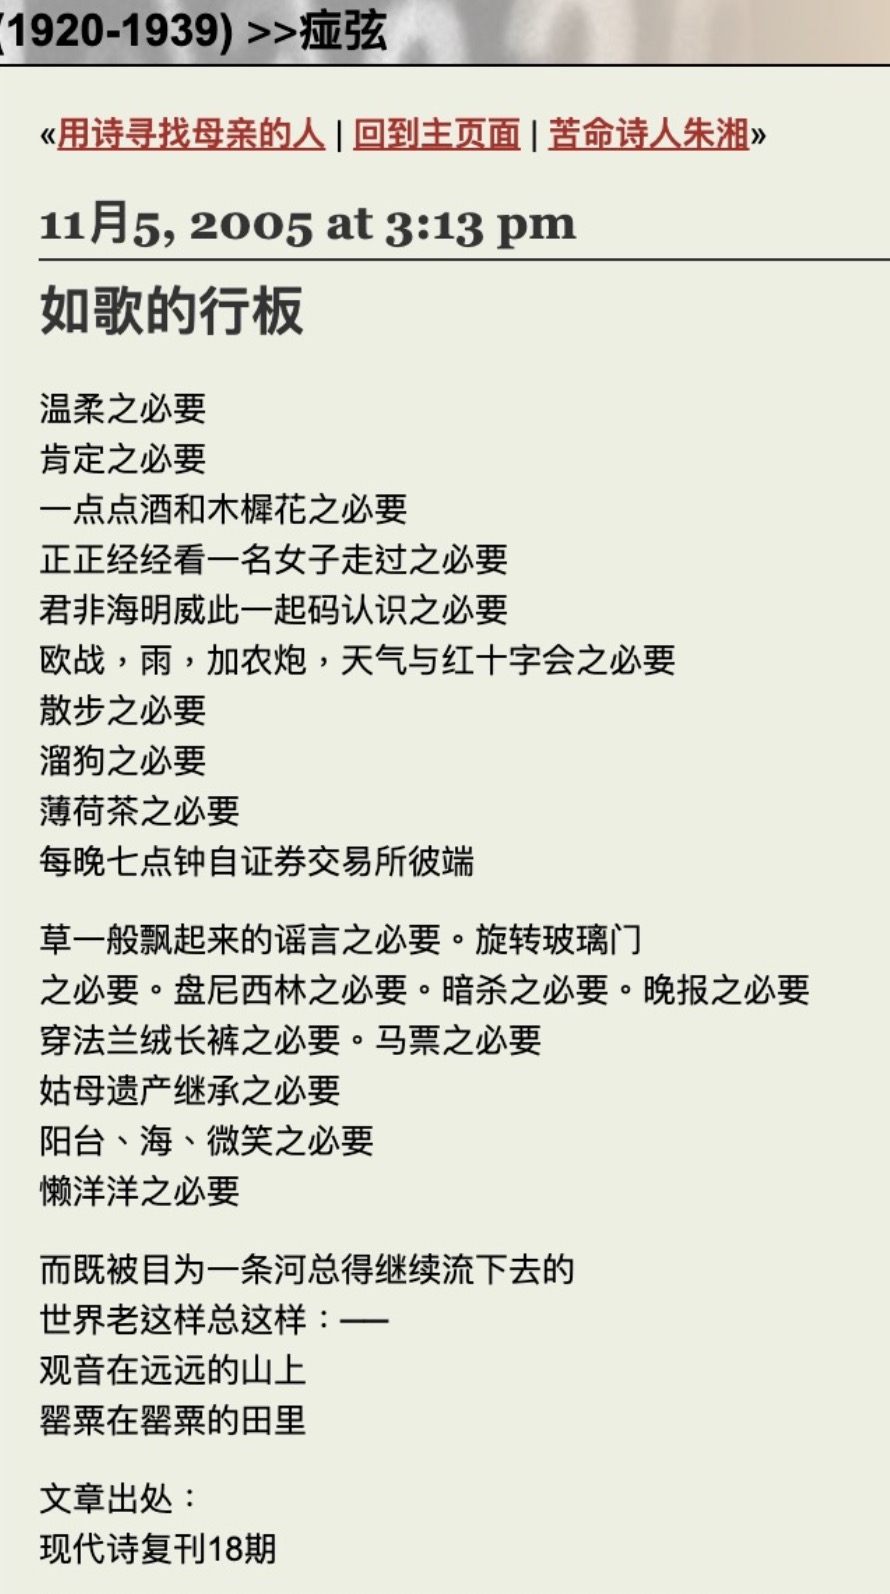 (1920-1939) >>痖弦
«用诗寻找母亲的人 | 回到主页面 | 苦命诗人朱湘»
11月5, 2005 at 3:13 pm
如歌的行板
温柔之必要
肯定之必要
一点点酒和木樨花之必要
正正经经看一名女子走过之必要
君非海明威此一起码认识之必要
欧战，雨，加农炮，天气与红十字会之必要
散步之必要
溜狗之必要
薄荷茶之必要
每晚七点钟自证券交易所彼端
草一般飘起来的谣言之必要。旋转玻璃门
之必要。盘尼西林之必要。暗杀之必要。晚报之必要
穿法兰绒长裤之必要。马票之必要
姑母遗产继承之必要
阳台、海、微笑之必要
懒洋洋之必要
而既被目为一条河总得继续流下去的
世界老这样总这样：──
观音在远远的山上
罂粟在罂粟的田里
文章出处：
现代诗复刊18期